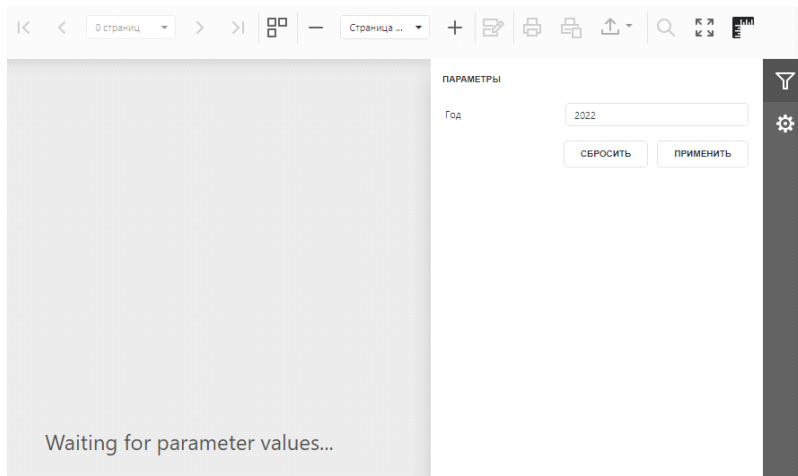 0 страниц
Страница ...
ПАРАМЕТРЫ
Год
2022
СБРОСИТЬ ПРИМЕНИТЬ
Waiting for parameter values...